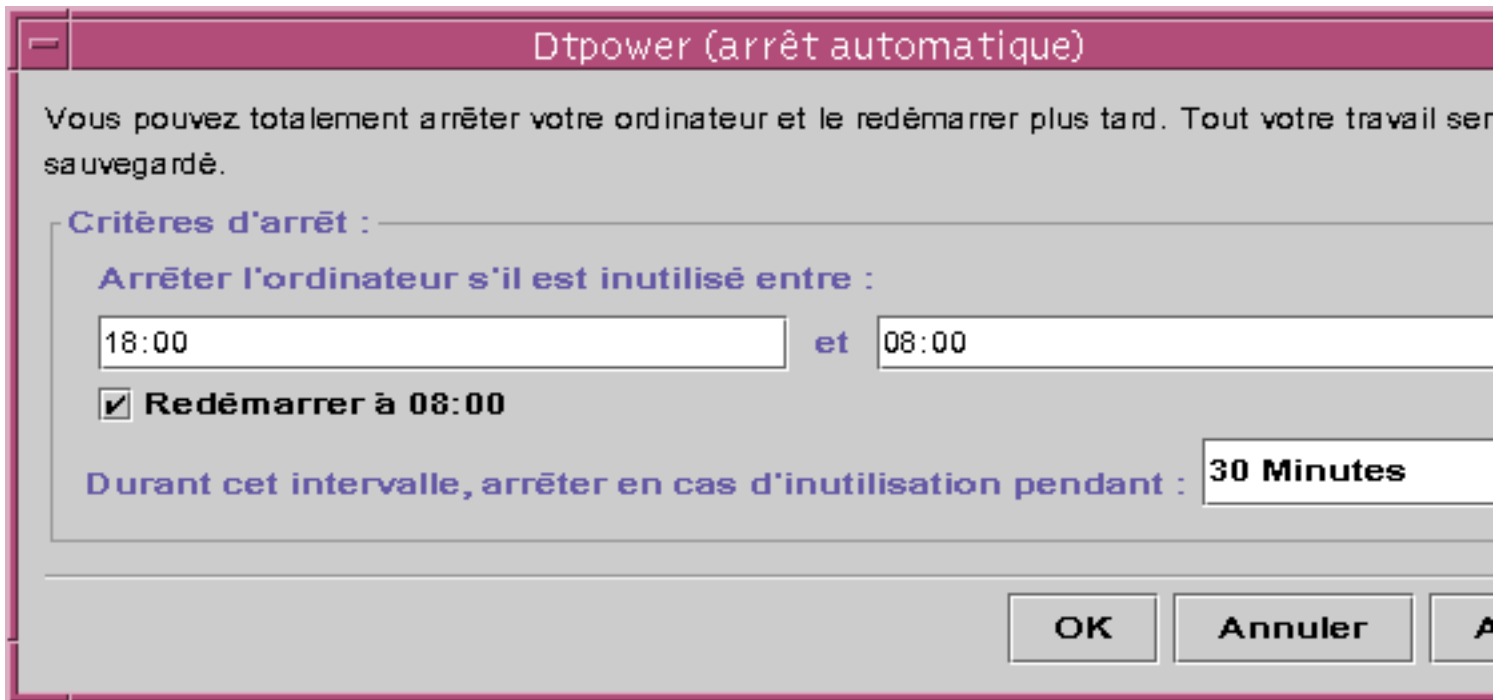 Dtpower (arrêt automatique)
Vous pouvez totalement arrêter votre ordinateur et le redémarrer plus tard. Tout votre travail ser
sauvegardé.
Critères d'arrêt :
Arrêter l'ordinateur s'il est inutilisé entre :
18:00 et 08:00
Redémarrer à 08:00
Durant cet intervalle, arrêter en cas d'inutilisation pendant : 30 Minutes
OK Annuler A